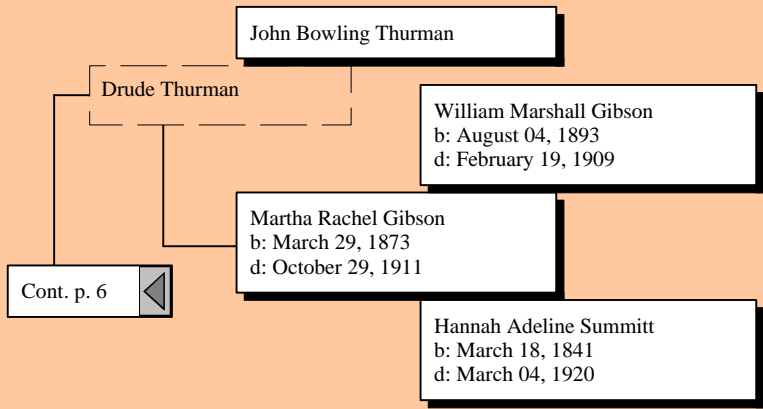 John Bowling Thurman
Drude Thurman
William Marshall Gibson
b: August 04, 1893
d: February 19, 1909
Martha Rachel Gibson
b: March 29, 1873
d: October 29, 1911
Cont. p. 6
Hannah Adeline Summitt
b: March 18, 1841
d: March 04, 1920